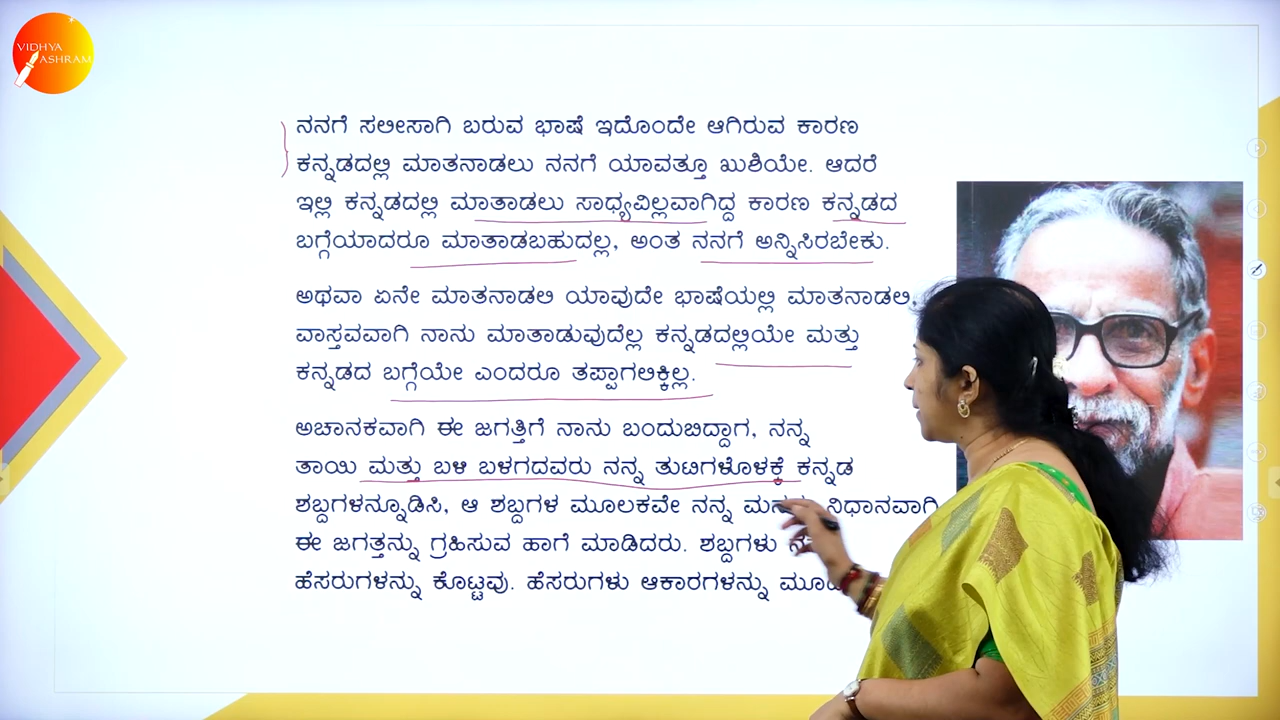 VIDHYA
ASHRAM
ನನಗೆ ಸಲೀಸಾಗಿ ಬರುವ ಭಾಷೆ ಇದೊಂದೇ ಆಗಿರುವ ಕಾರಣ
ಕನ್ನಡದಲ್ಲಿ ಮಾತನಾಡಲು ನನಗೆ ಯಾವತ್ತೂ ಖುಶಿಯೇ. ಆದರೆ
ಇಲ್ಲಿ ಕನ್ನಡದಲ್ಲಿ ಮಾತಾಡಲು ಸಾಧ್ಯವಿಲ್ಲವಾಗಿದ್ದ ಕಾರಣ ಕನ್ನಡದ
ಬಗ್ಗೆಯಾದರೂ ಮಾತಾಡಬಹುದಲ್ಲ, ಅಂತ ನನಗೆ ಅನ್ನಿಸಿರಬೇಕು.
ಅಥವಾ ಏನೇ ಮಾತನಾಡಲಿ ಯಾವುದೇ ಭಾಷೆಯಲ್ಲಿ ಮಾತನಾಡಲಿ,
ವಾಸ್ತವವಾಗಿ ನಾನು ಮಾತಾಡುವುದೆಲ್ಲ ಕನ್ನಡದಲ್ಲಿಯೇ ಮತ್ತು
ಕನ್ನಡದ ಬಗ್ಗೆಯೇ ಎಂದರೂ ತಪ್ಪಾಗಲಿಕ್ಕಿಲ್ಲ.
ಅಚಾನಕವಾಗಿ ಈ ಜಗತ್ತಿಗೆ ನಾನು ಬಂದುಬಿದ್ದಾಗ, ನನ್ನ
ತಾಯಿ ಮತ್ತು ಬಳಿ ಬಳಗದವರು ನನ್ನ ತುಟಿಗಳೊಳಕ್ಕೆ ಕನ್ನಡ
ಶಬ್ದಗಳನ್ನೂಡಿಸಿ, ಆ ಶಬ್ದಗಳ ಮೂಲಕವೇ ನನ್ನ ನಿಧಾನವಾಗಿ
ಈ ಜಗತ್ತನ್ನು ಗ್ರಹಿಸುವ ಹಾಗೆ ಮಾಡಿದರು. ಶಬ್ದಗಳು
ಹೆಸರುಗಳನ್ನು ಕೊಟ್ಟವು. ಹೆಸರುಗಳು ಆಕಾರಗಳನ್ನು